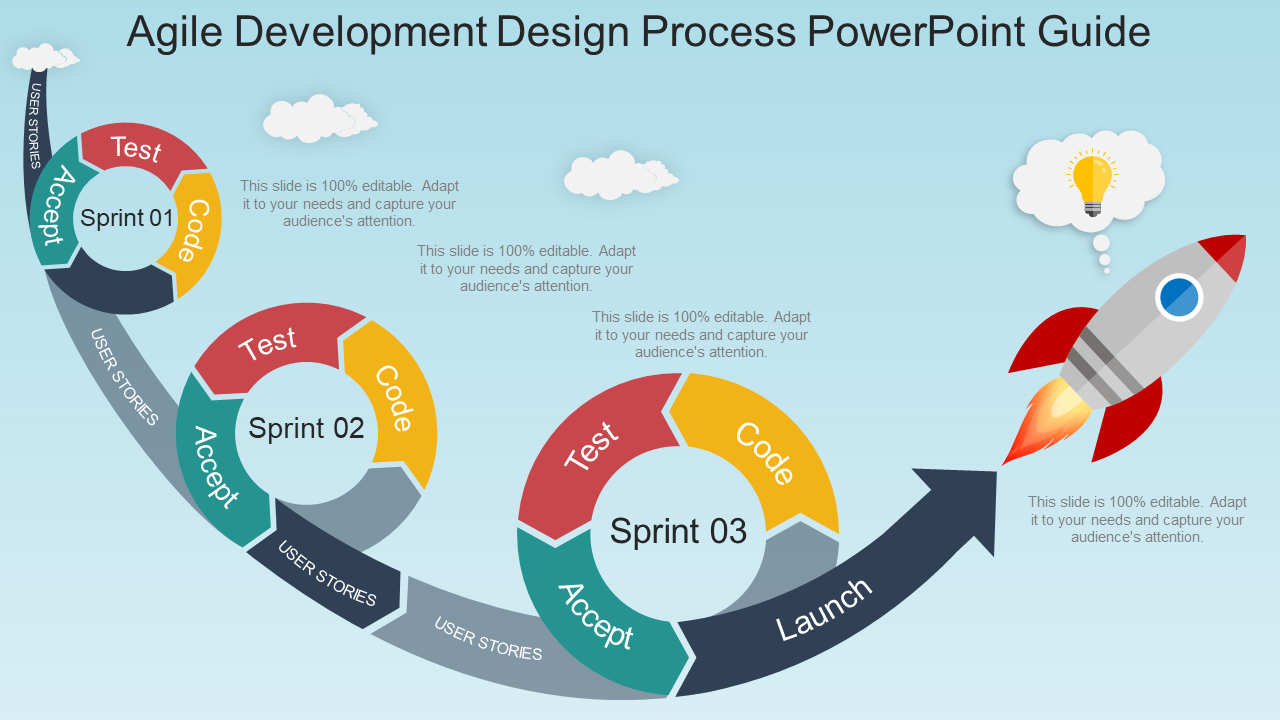 Agile Development Design Process PowerPoint Guide
USER STORIES
Test
Code
Accept
Sprint 01
This slide is 100% editable. Adapt
it to your needs and capture your
audience's attention.
USER STORIES
Test
Code
Accept
Sprint 02
This slide is 100% editable. Adapt
it to your needs and capture your
audience's attention.
USER STORIES
USER STORIES
Test
Code
Accept
Sprint 03
This slide is 100% editable. Adapt
it to your needs and capture your
audience's attention.
Launch
This slide is 100% editable. Adapt
it to your needs and capture your
audience's attention.